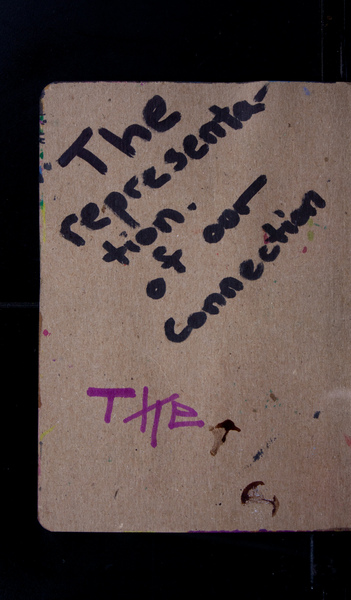 The
representa-
tion.
of our
connection
THE